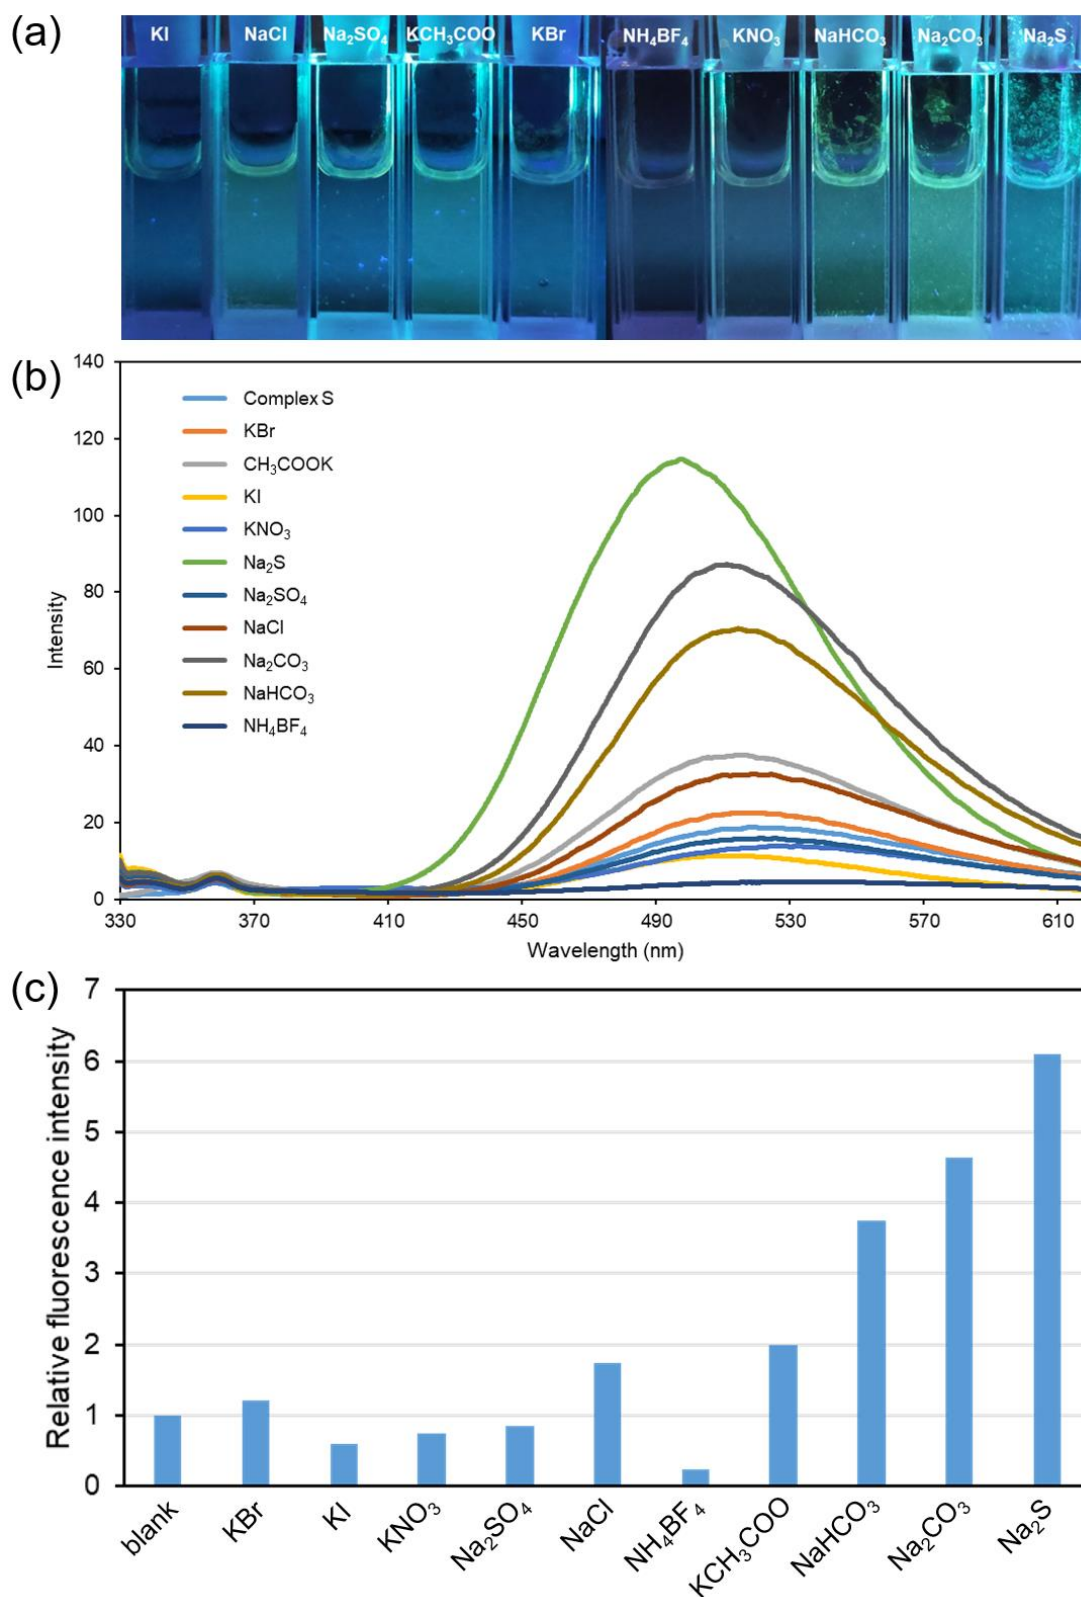 (a)
KI NaCl Na₂SO₄ KCH₃COO KBr NH₄BF₄ KNO₃ NaHCO₃ Na₂CO₃ Na₂S
(b)
140
120
100
80
60
40
20
0
Intensity
Complex S
KBr
CH₃COOK
KI
KNO₃
Na₂S
Na₂SO₄
NaCl
Na₂CO₃
NaHCO₃
NH₄BF₄
330 370 410 450 490 530 570 610
Wavelength (nm)
(c)
7
6
5
4
3
2
1
0
Relative fluorescence intensity
blank KBr KI KNO₃ Na₂SO₄ NaCl NH₄BF₄ KCH₃COO NaHCO₃ Na₂CO₃ Na₂S